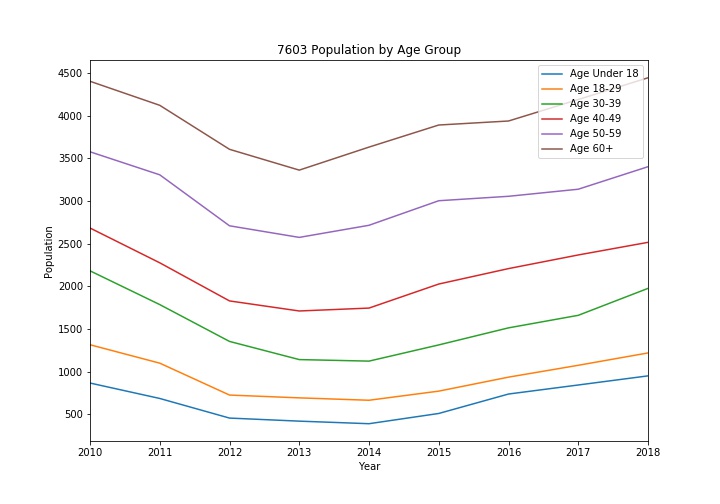 7603 Population by Age Group
Age Under 18
Age 18-29
Age 30-39
Age 40-49
Age 50-59
Age 60+
4500
4000
3500
3000
2500
2000
1500
1000
500
Population
2010 2011 2012 2013 2014 2015 2016 2017 2018
Year